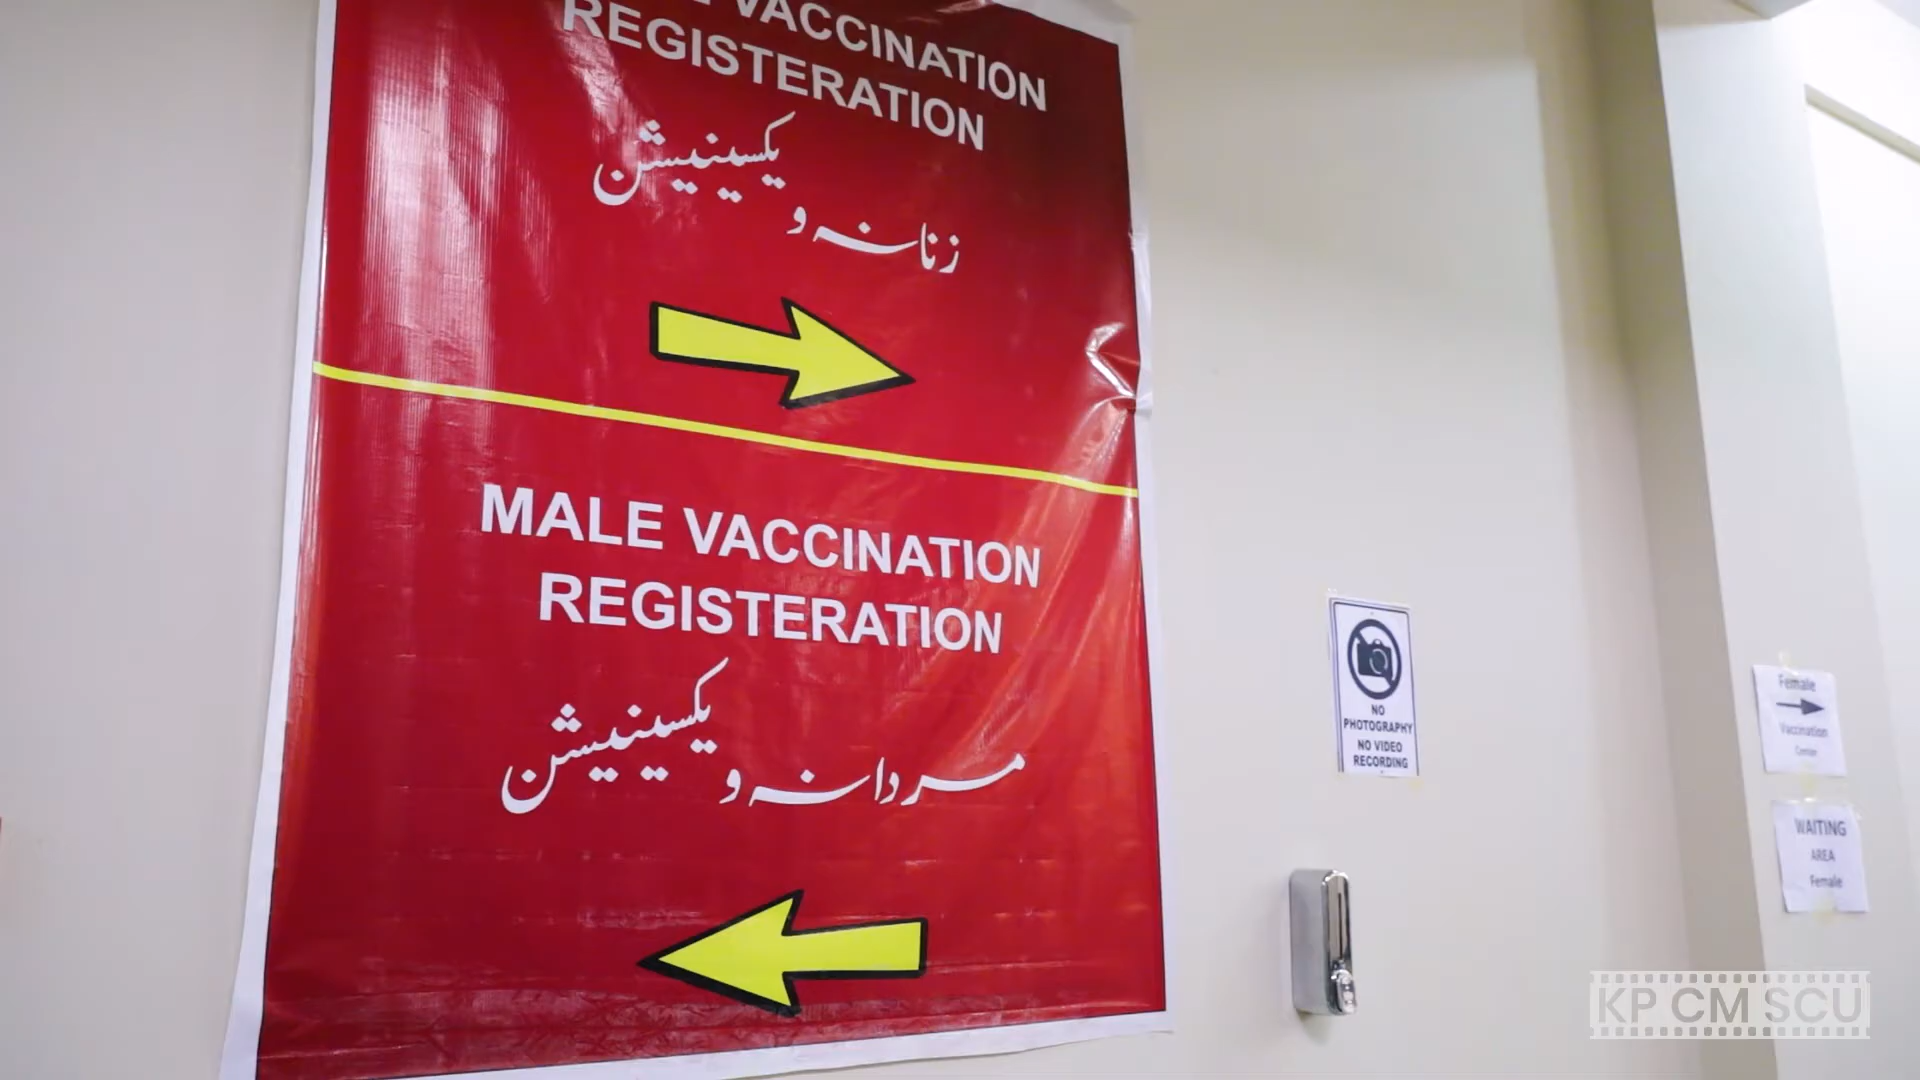 VACCINATION
REGISTERATION
زنانہ ویکسینیشن
MALE VACCINATION
REGISTERATION
مردانہ ویکسینیشن
NO
PHOTOGRAPHY
NO VIDEO
RECORDING
Female
Vaccination
Center
WAITING
AREA
Female
KP CM SCU